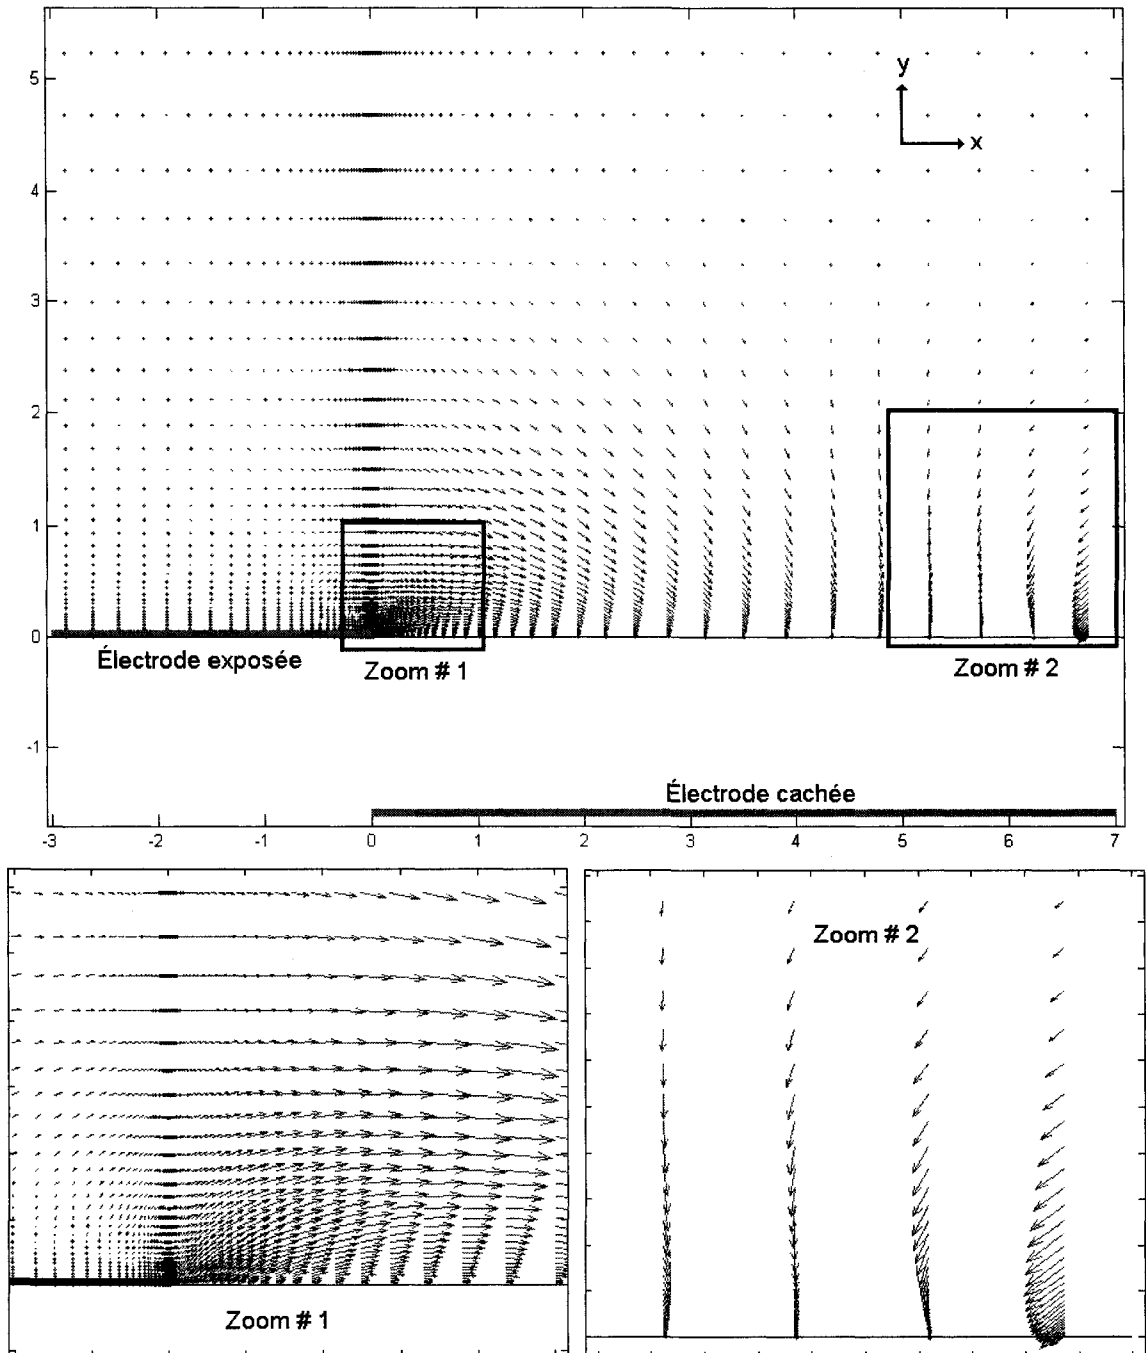 5
y
x
4
3
2
1
0
Électrode exposée
Zoom # 1
Zoom # 2
-1
Électrode cachée
-3 -2 -1 0 1 2 3 4 5 6 7
Zoom # 2
Zoom # 1